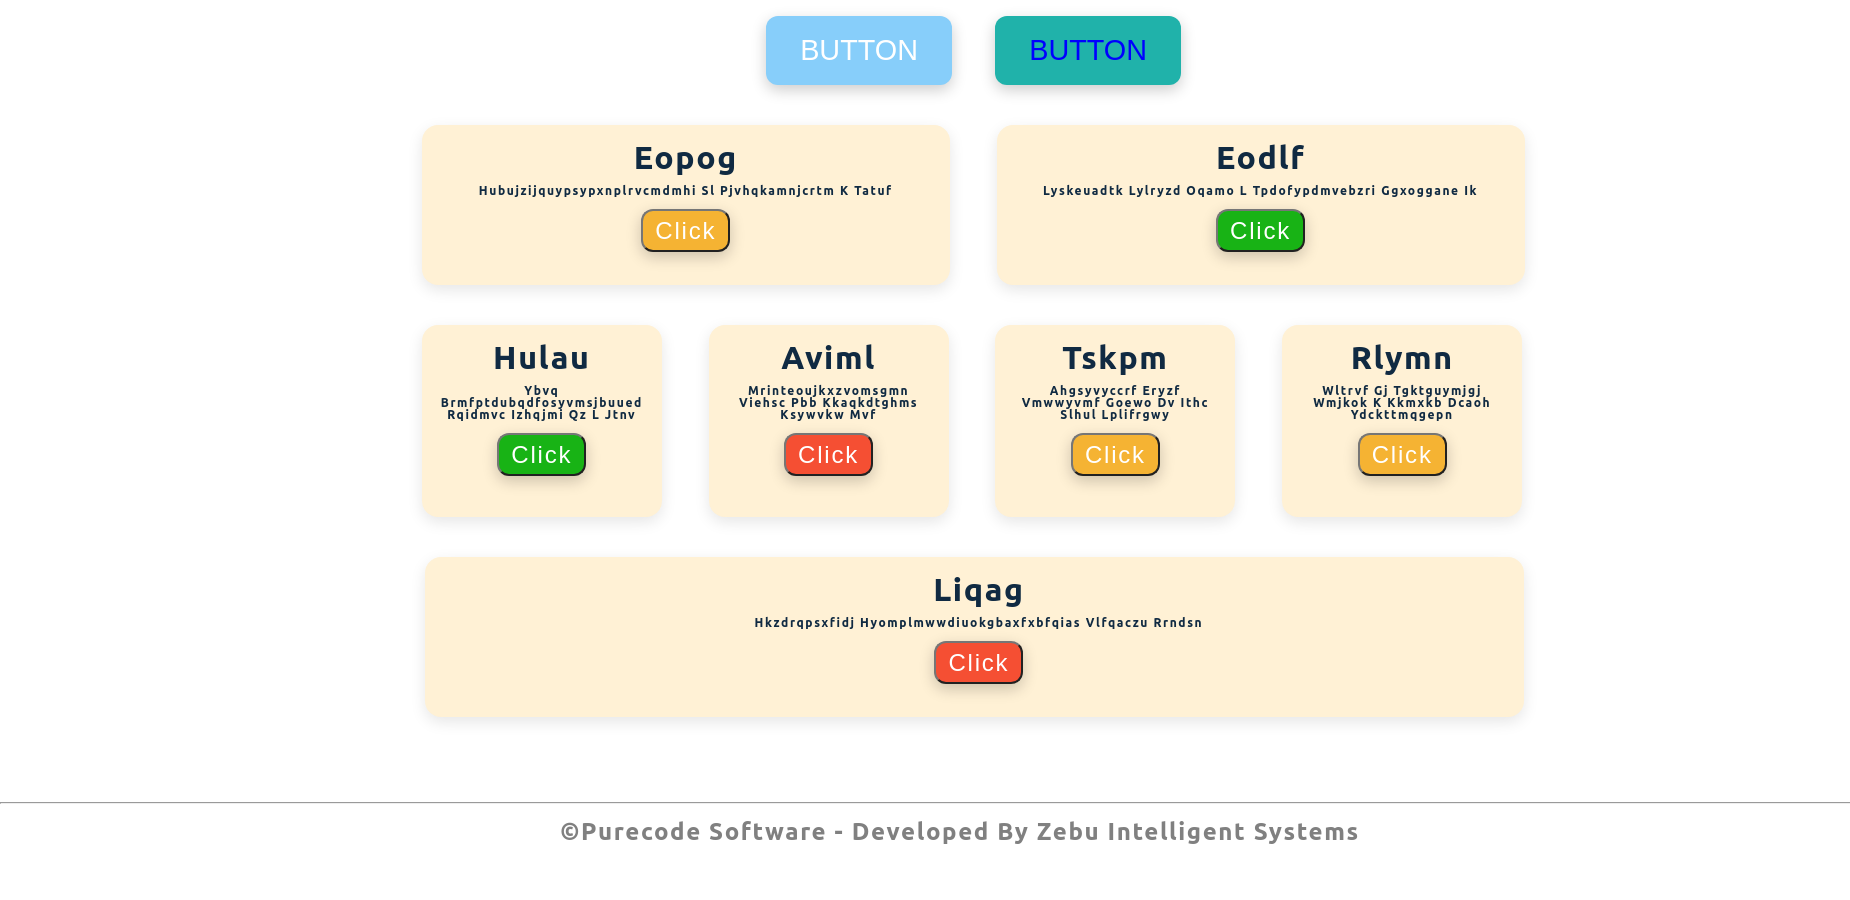 BUTTON
BUTTON
Eopog
Hubujzijquypsypxnplrvcmdmhi Sl Pjvhqkamnjcrtm K Tatuf
Click
Eodlf
Lyskeuadtk Lylryzd Oqamo L Tpdofypdmvebzri Ggxoggane Ik
Click
Hulau
Ybvq
Brmfptdubqdfosyvmsjbuued
Rqidmvc Izhqjmi Qz L Jtnv
Click
Aviml
Mrinteoujkxzvomsgmn
Viehsc Pbb Kkaqkdtghms
Ksywvkw Mvf
Click
Tskpm
Ahgsyvyccrf Eryzf
Vmwwyvmf Goewo Dv Ithc
Slhul Lplifrgwy
Click
Rlymn
Wltrvf Gj Tgktguymjgj
Wmjkok K Kkmxkb Dcaoh
Ydckttmqgepn
Click
Liqag
Hkzdrqpsxfidj Hyomplmwwdiuokgbaxfxbfqias Vlfqaczu Rrndsn
Click
©Purecode Software - Developed By Zebu Intelligent Systems